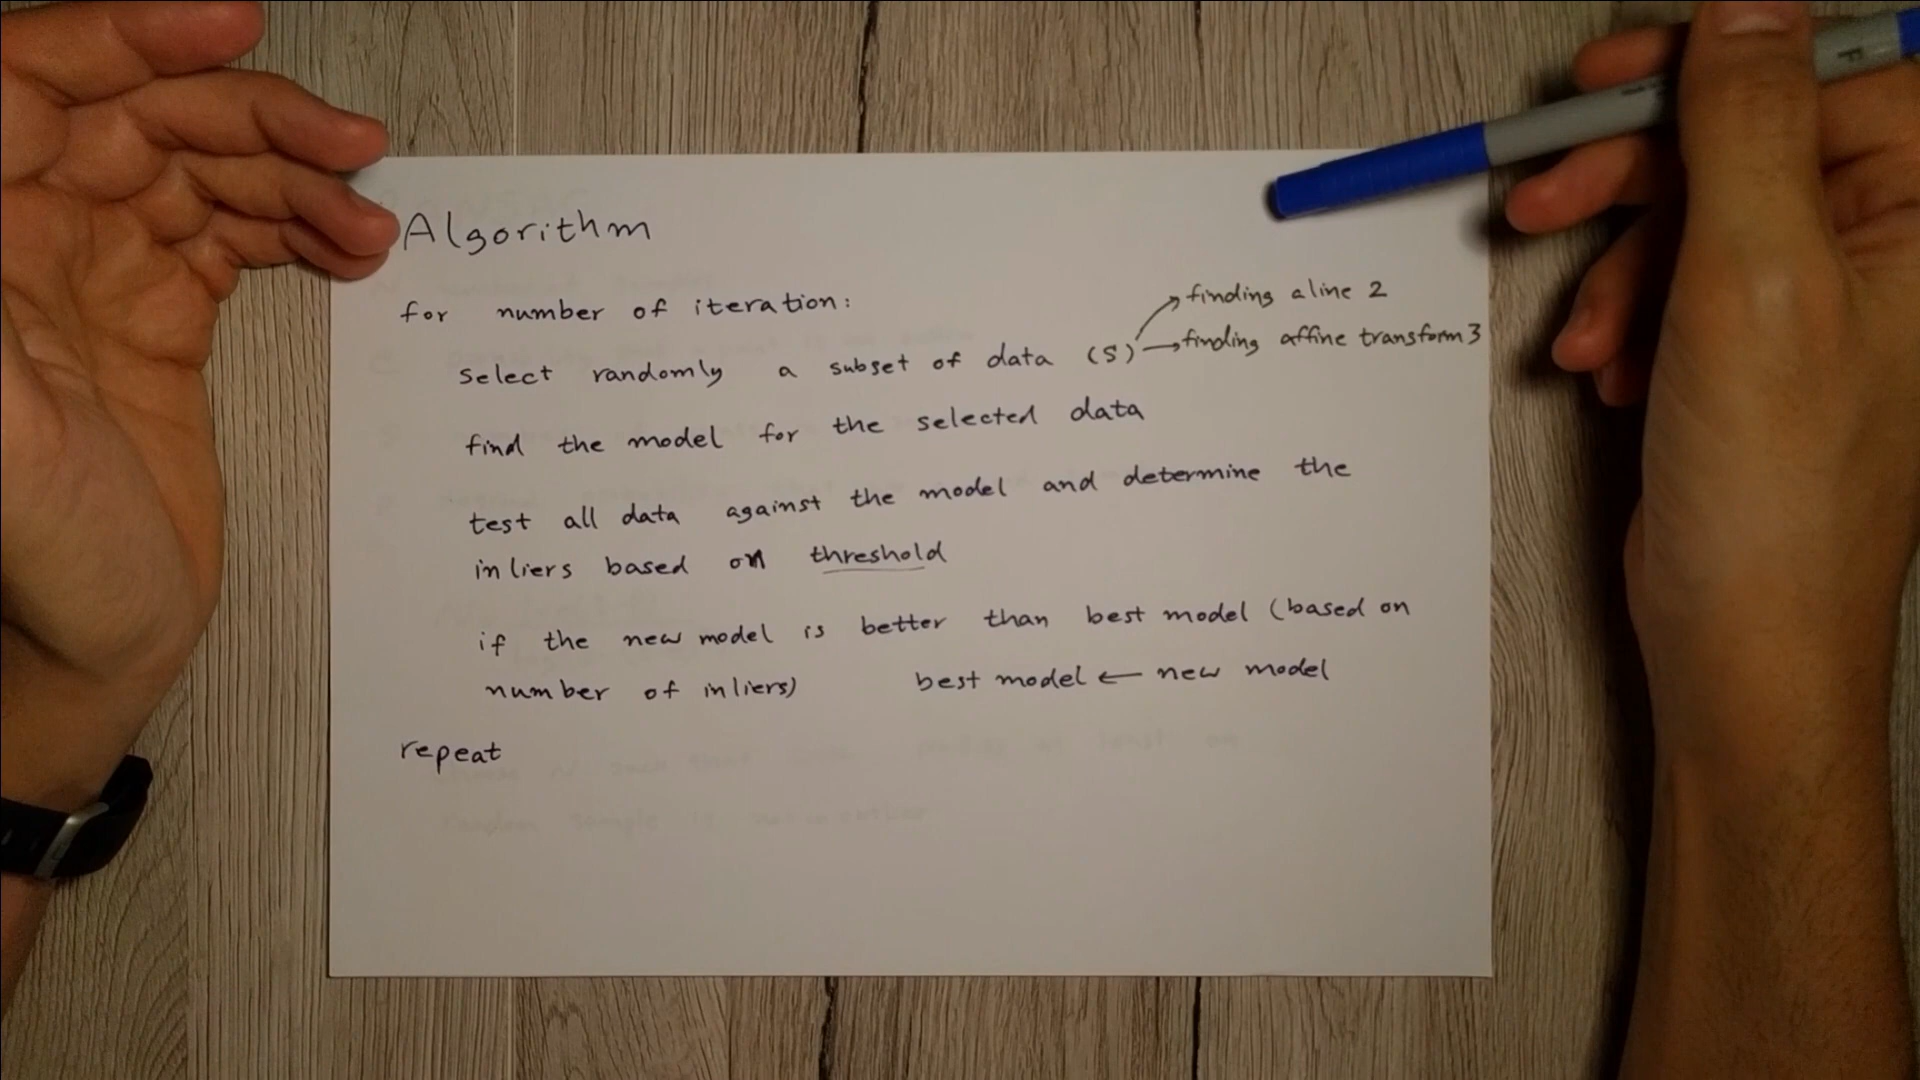 Algorithm
for number of iteration:
select randomly a subset of data (S)
→ finding a line 2
→ finding affine transform 3
find the model for the selected data
test all data against the model and determine the
inliers based on threshold
if the new model is better than best model (based on
number of inliers) best model ← new model
repeat